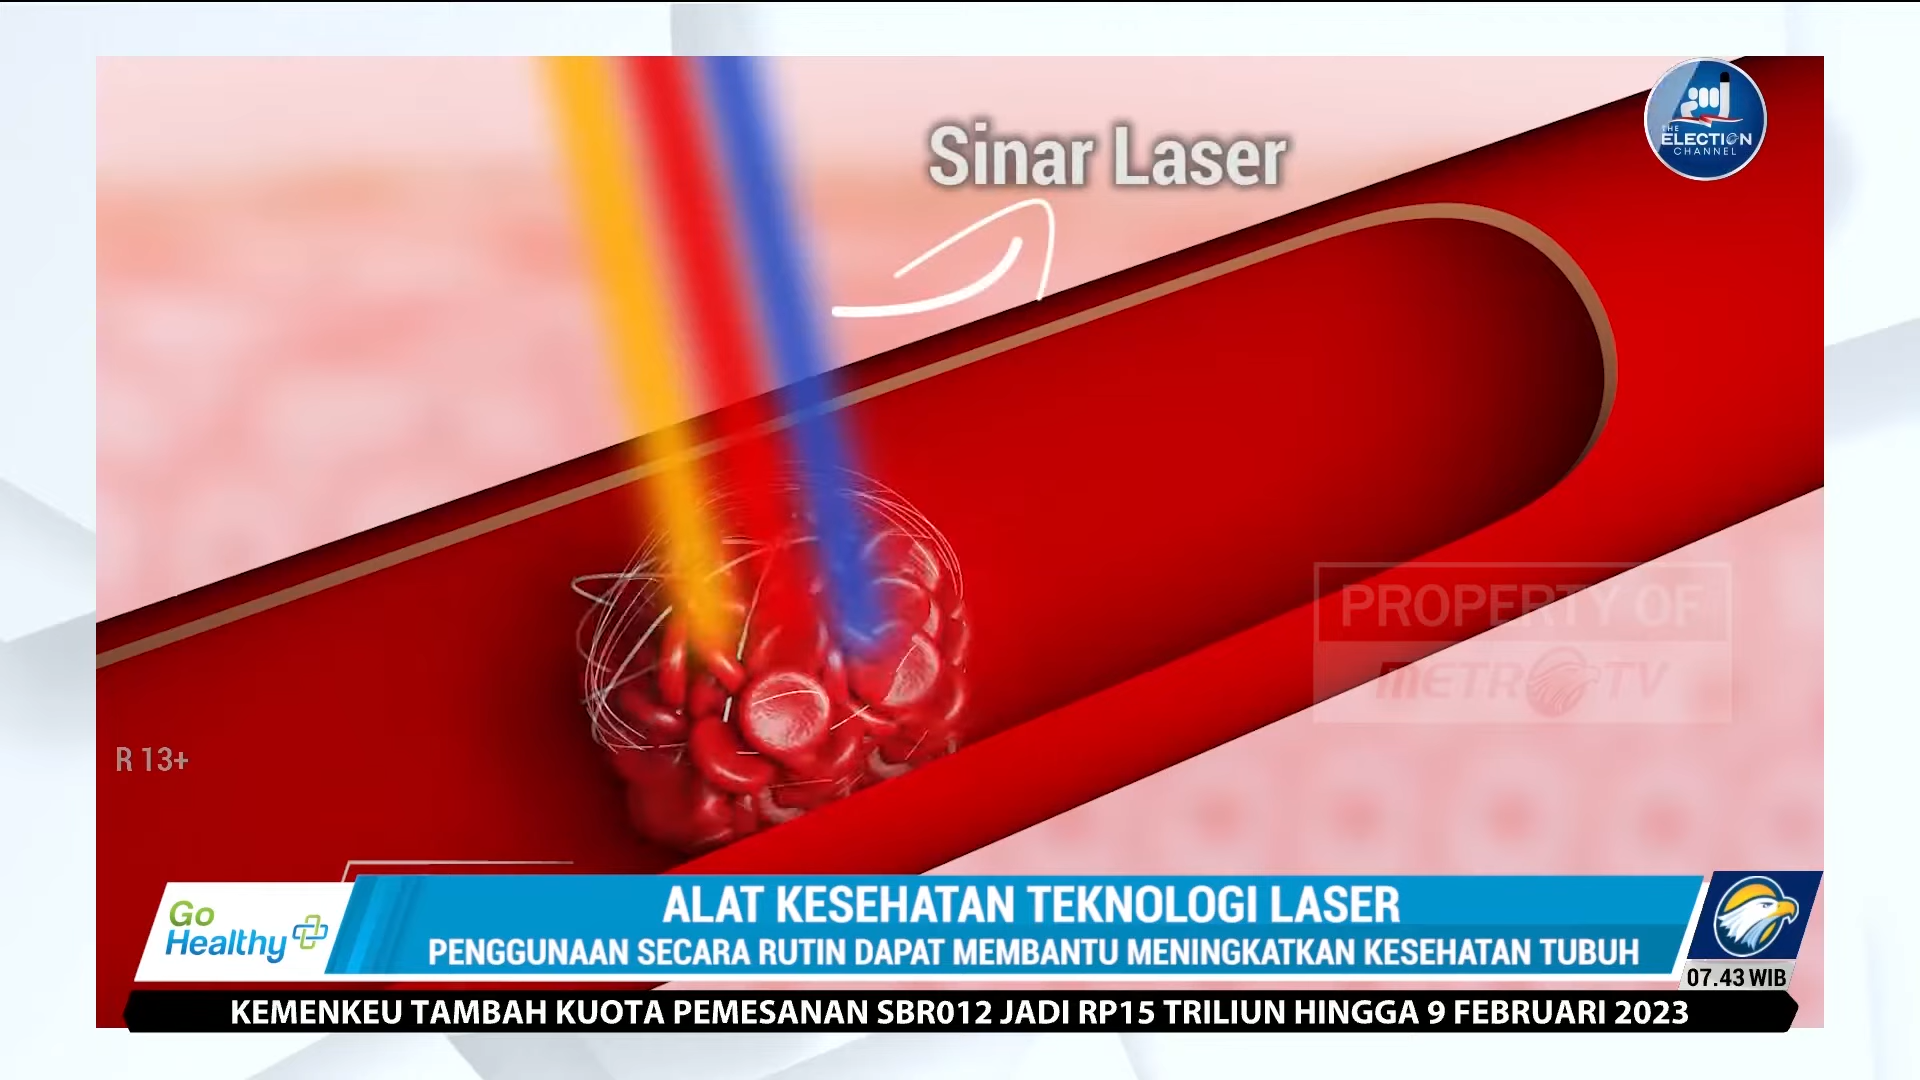 Sinar Laser
THE
ELECTION
CHANNEL
PROPERTY OF
METRO TV
R 13+
Go
Healthy
ALAT KESEHATAN TEKNOLOGI LASER
PENGGUNAAN SECARA RUTIN DAPAT MEMBANTU MENINGKATKAN KESEHATAN TUBUH
07.43 WIB
KEMENKEU TAMBAH KUOTA PEMESANAN SBR012 JADI RP15 TRILIUN HINGGA 9 FEBRUARI 2023